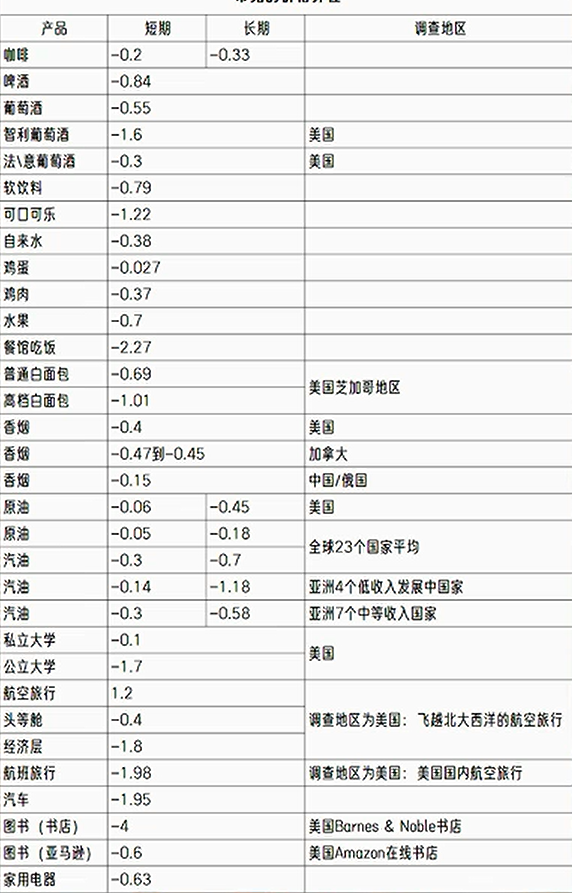 产品 短期 长期 调查地区
咖啡 -0.2 -0.33
啤酒 -0.84
葡萄酒 -0.55
智利葡萄酒 -1.6 美国
法\意葡萄酒 -0.3 美国
软饮料 -0.79
可口可乐 -1.22
自来水 -0.38
鸡蛋 -0.027
鸡肉 -0.37
水果 -0.7
餐馆吃饭 -2.27
普通白面包 -0.69
美国芝加哥地区
高档白面包 -1.01
香烟 -0.4 美国
香烟 -0.47到-0.45 加拿大
香烟 -0.15 中国/俄国
原油 -0.06 -0.45 美国
原油 -0.05 -0.18
全球23个国家平均
汽油 -0.3 -0.7
汽油 -0.14 -1.18 亚洲4个低收入发展中国家
汽油 -0.3 -0.58 亚洲7个中等收入国家
私立大学 -0.1
美国
公立大学 -1.7
航空旅行 1.2
头等舱 -0.4 调查地区为美国：飞越北大西洋的航空旅行
经济层 -1.8
航班旅行 -1.98 调查地区为美国：美国国内航空旅行
汽车 -1.95
图书（书店） -4 美国Barnes & Noble书店
图书（亚马逊） -0.6 美国Amazon在线书店
家用电器 -0.63